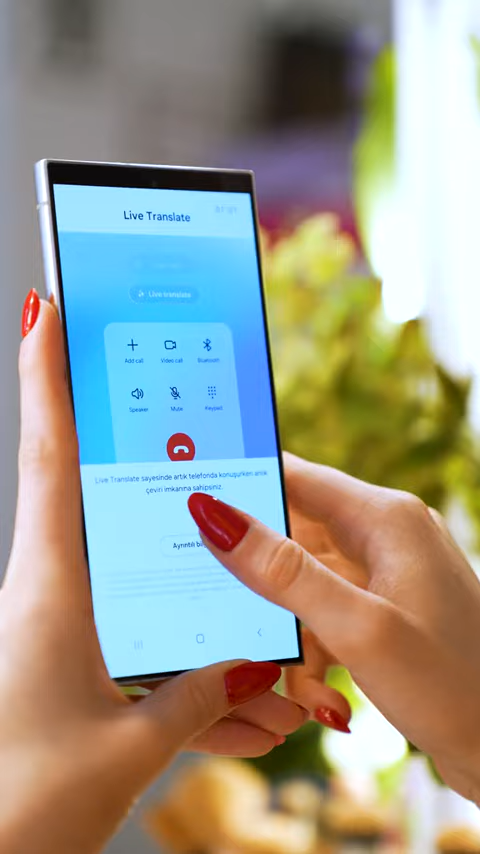 Live Translate
Live translate
Add call
Video call
Bluetooth
Speaker
Mute
Keypad
Live Translate sayesinde artık telefonda konuşurken anlık
çeviri imkanına sahipsiniz.
Ayrıntılı